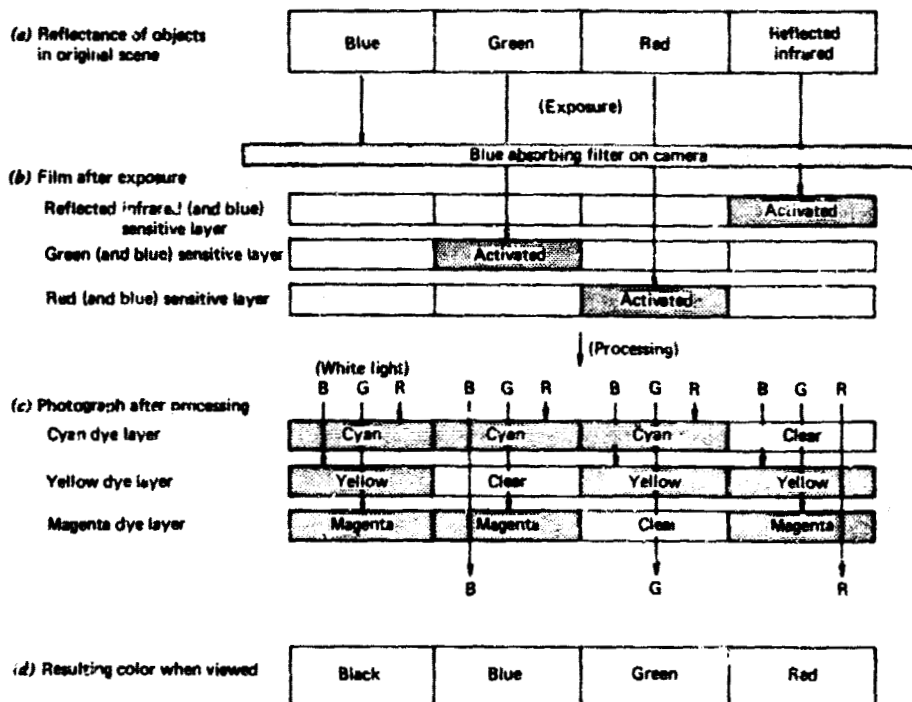 (a) Reflectance of objects
in original scene
Blue Green Red Reflected
infrared
(Exposure)
Blue absorbing filter on camera
(b) Film after exposure
Reflected infrared (and blue)
sensitive layer
Activated
Green (and blue) sensitive layer
Activated
Red (and blue) sensitive layer
Activated
(Processing)
(White light)
B G R B G R B G R B G R
(c) Photograph after processing
Cyan dye layer Cyan Cyan Cyan Clear
Yellow dye layer Yellow Clear Yellow Yellow
Magenta dye layer Magenta Magenta Clear Magenta
B G R
(d) Resulting color when viewed Black Blue Green Red